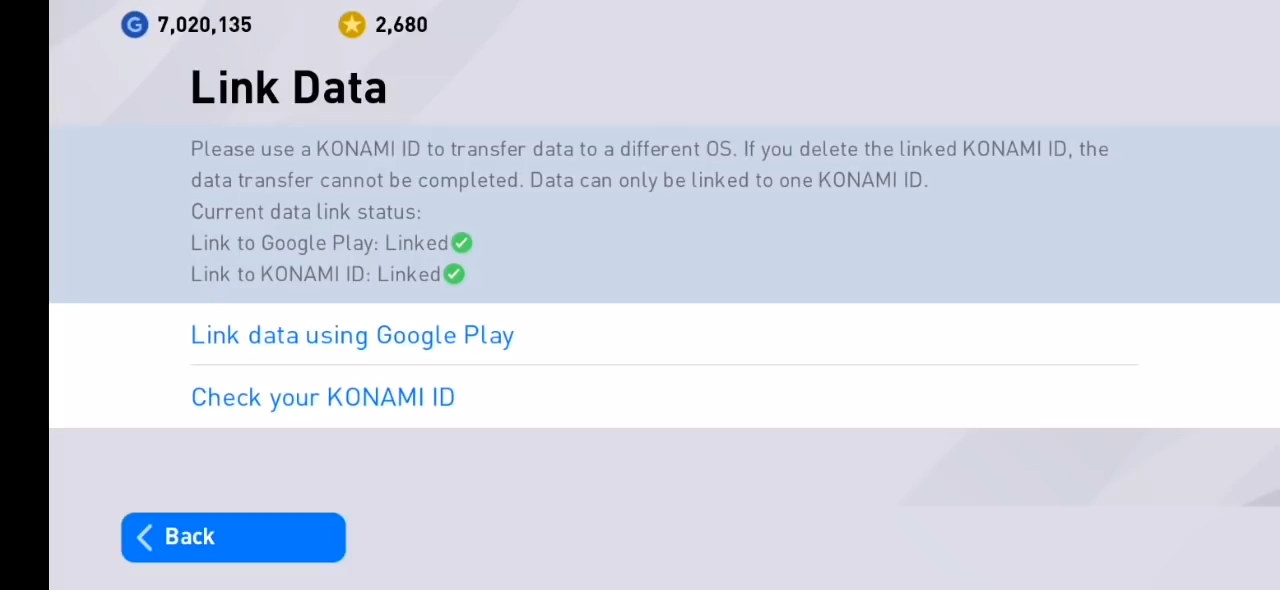 G 7,020,135 2,680
Link Data
Please use a KONAMI ID to transfer data to a different OS. If you delete the linked KONAMI ID, the
data transfer cannot be completed. Data can only be linked to one KONAMI ID.
Current data link status:
Link to Google Play: Linked
Link to KONAMI ID: Linked
Link data using Google Play
Check your KONAMI ID
Back